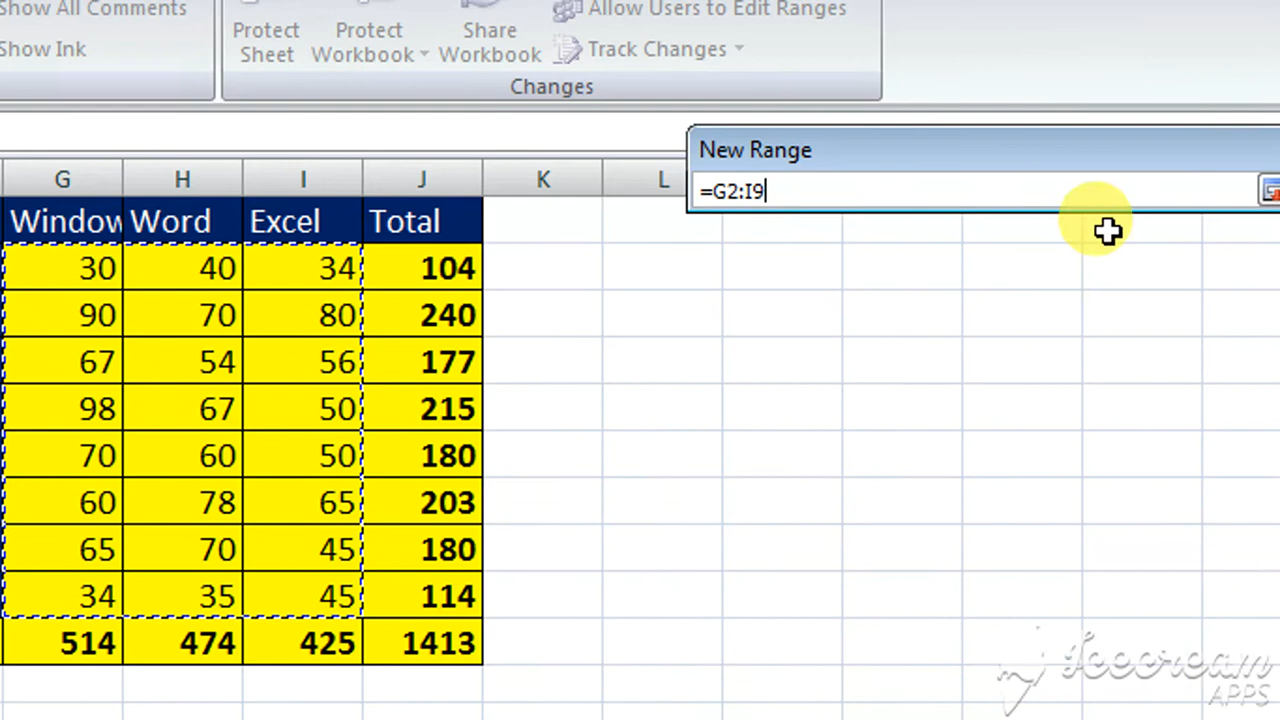 Show All Comments
Show Ink
Protect Sheet
Protect Workbook
Share Workbook
Allow Users to Edit Ranges
Track Changes
Changes
New Range
=G2:I9
G H I J K L
Window Word Excel Total
30 40 34 104
90 70 80 240
67 54 56 177
98 67 50 215
70 60 50 180
60 78 65 203
65 70 45 180
34 35 45 114
514 474 425 1413
Icecream
APPS